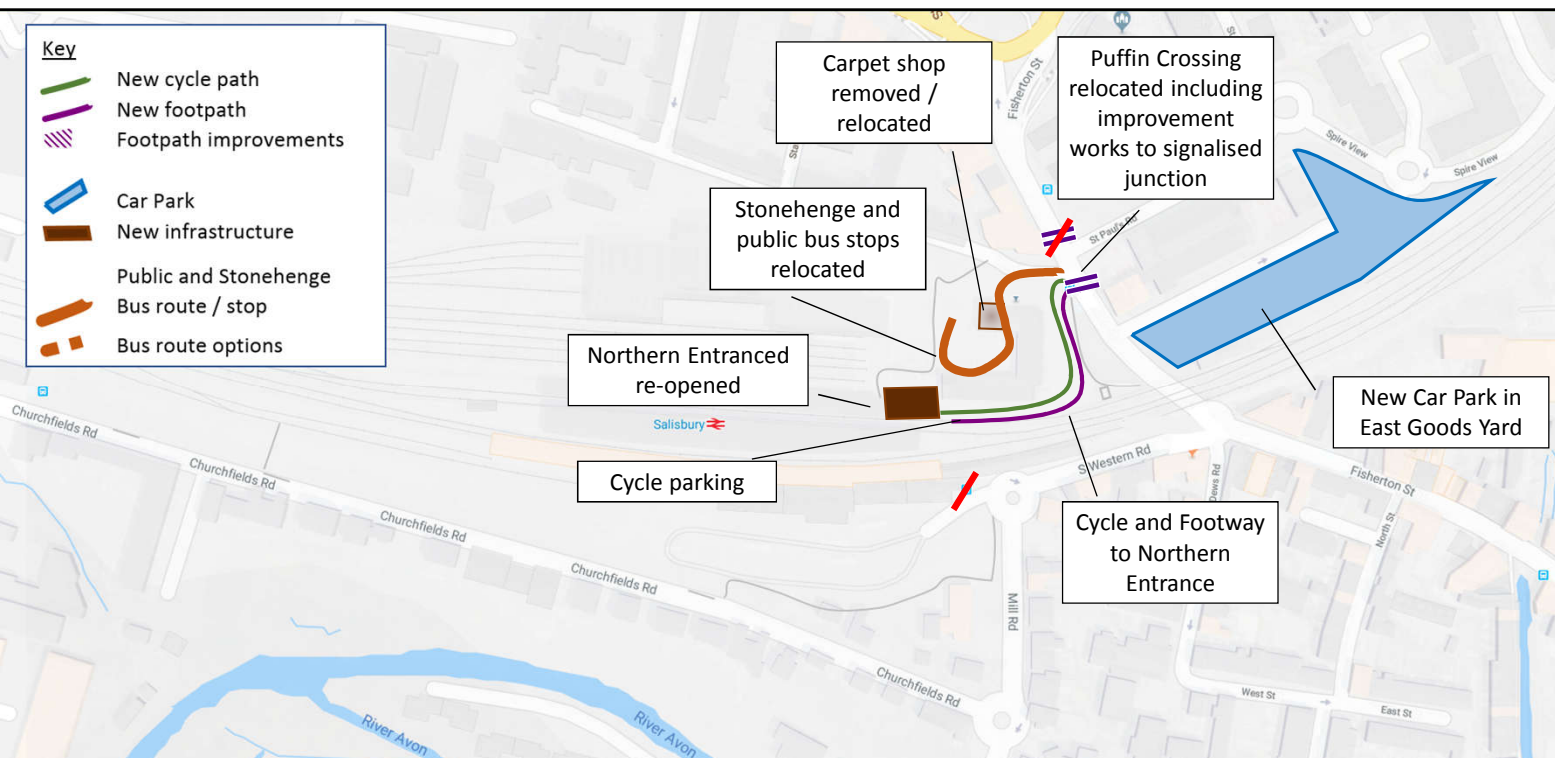 Key
New cycle path
New footpath
Footpath improvements
Car Park
New infrastructure
Public and Stonehenge
Bus route / stop
Bus route options
Carpet shop
removed /
relocated
Puffin Crossing
relocated including
improvement
works to signalised
junction
Stonehenge and
public bus stops
relocated
Northern Entranced
re-opened
Cycle parking
New Car Park in
East Goods Yard
Cycle and Footway
to Northern
Entrance
Fisherton St
Spire View
Spire View
St Paul's Rd
Salisbury
S Western Rd
Dews Rd
Fisherton St
North St
Churchfields Rd
Churchfields Rd
Churchfields Rd
Churchfields Rd
Churchfields Rd
Mill Rd
West St
East St
River Avon
River Avon